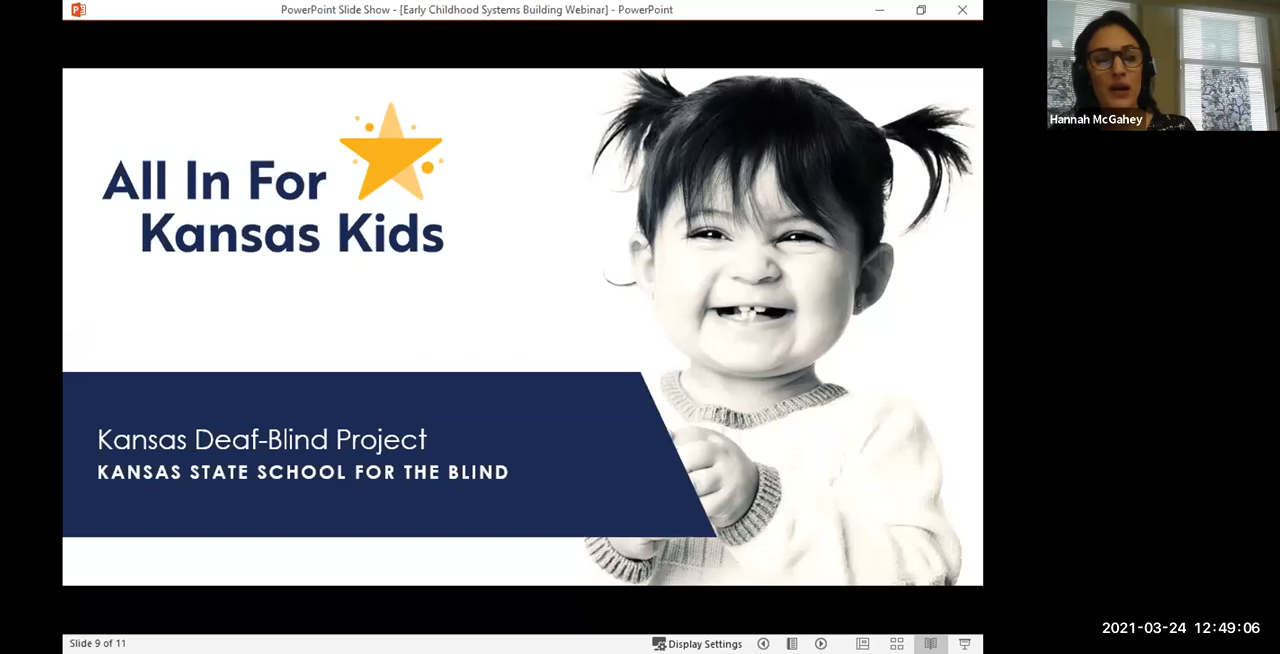 PowerPoint Slide Show - [Early Childhood Systems Building Webinar] - PowerPoint
Hannah McGahey
All In For
Kansas Kids
Kansas Deaf-Blind Project
KANSAS STATE SCHOOL FOR THE BLIND
2021-03-24 12:49:06
Slide 9 of 11
Display Settings